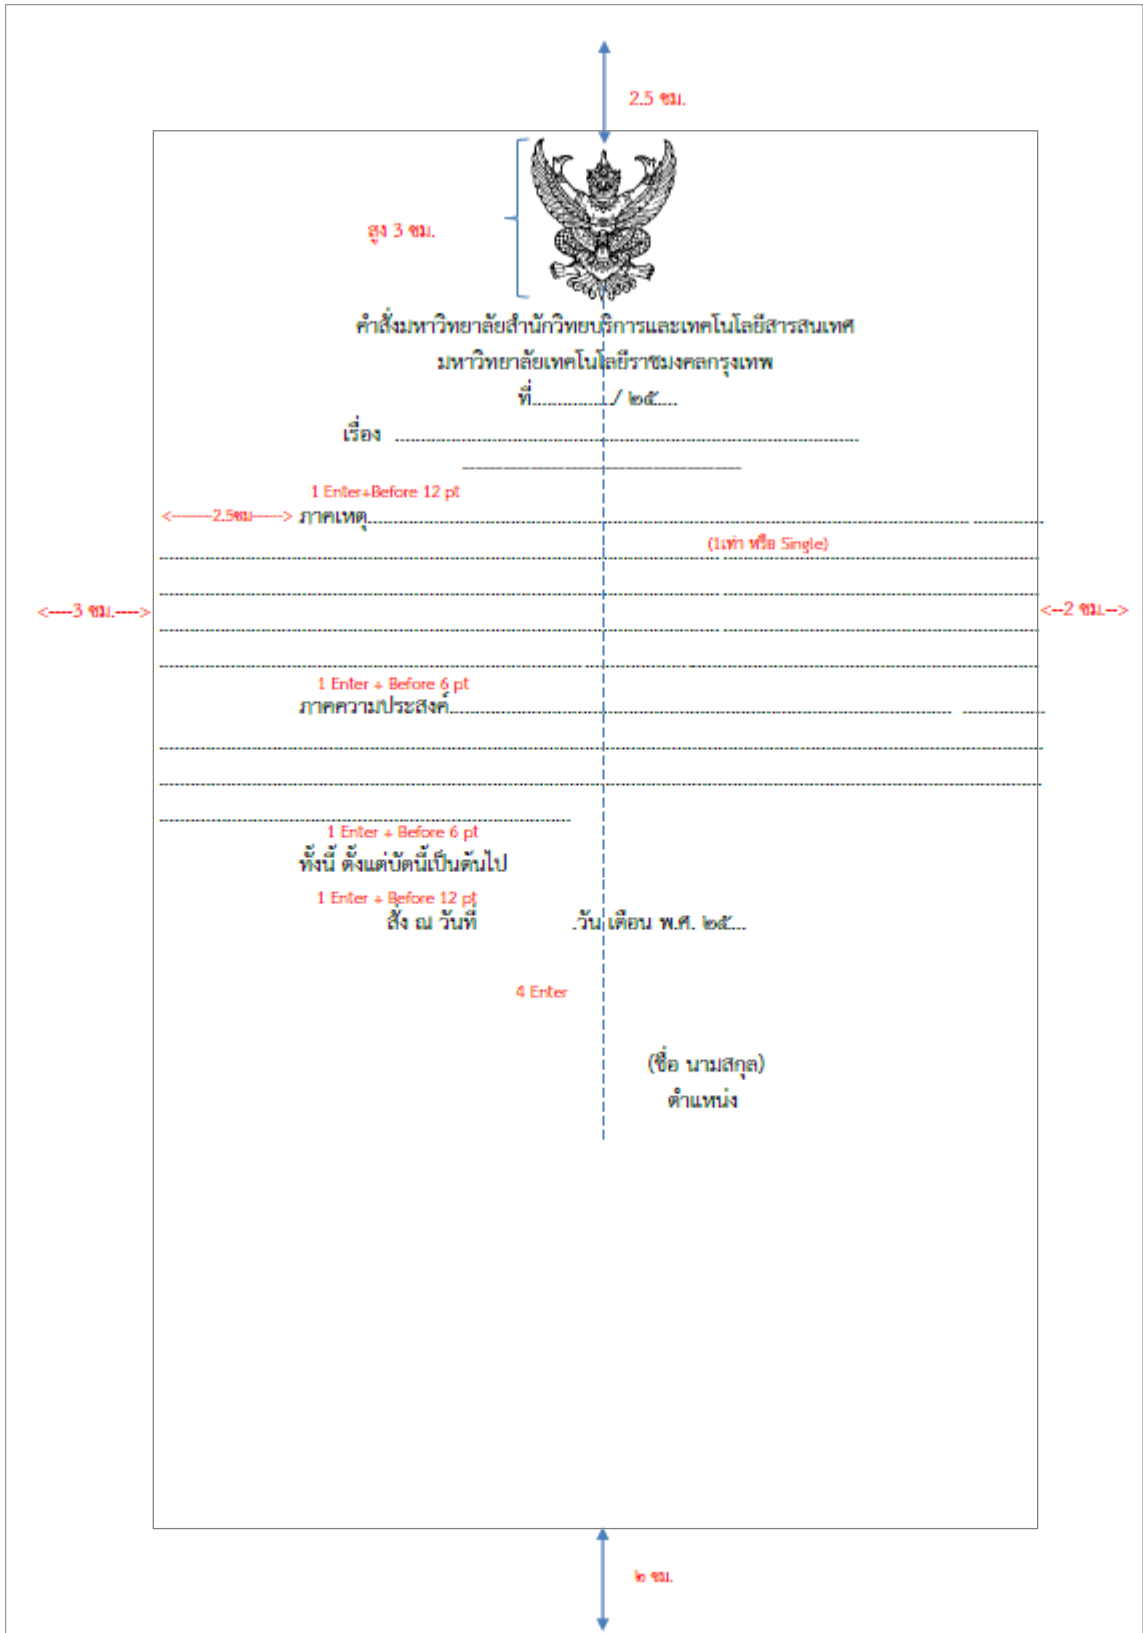 2.5 ซม.
สูง 3 ซม.
คำสั่งมหาวิทยาลัยสำนักวิทยบริการและเทคโนโลยีสารสนเทศ
มหาวิทยาลัยเทคโนโลยีราชมงคลกรุงเทพ
ที่................../ ๒๕.....
เรื่อง ..........................................................................................
------------------------------------------
1 Enter+Before 12 pt
<-------2.5ซม------> ภาคเหตุ..........................................................................................
(1เท่า หรือ Single)
<----3 ซม.---->
<--2 ซม.-->
1 Enter + Before 6 pt
ภาคความประสงค์..........................................................................................
1 Enter + Before 6 pt
ทั้งนี้ ตั้งแต่บัดนี้เป็นต้นไป
1 Enter + Before 12 pt
สั่ง ณ วันที่ .วัน เดือน พ.ศ. ๒๕....
4 Enter
(ชื่อ นามสกุล)
ตำแหน่ง
๒ ซม.